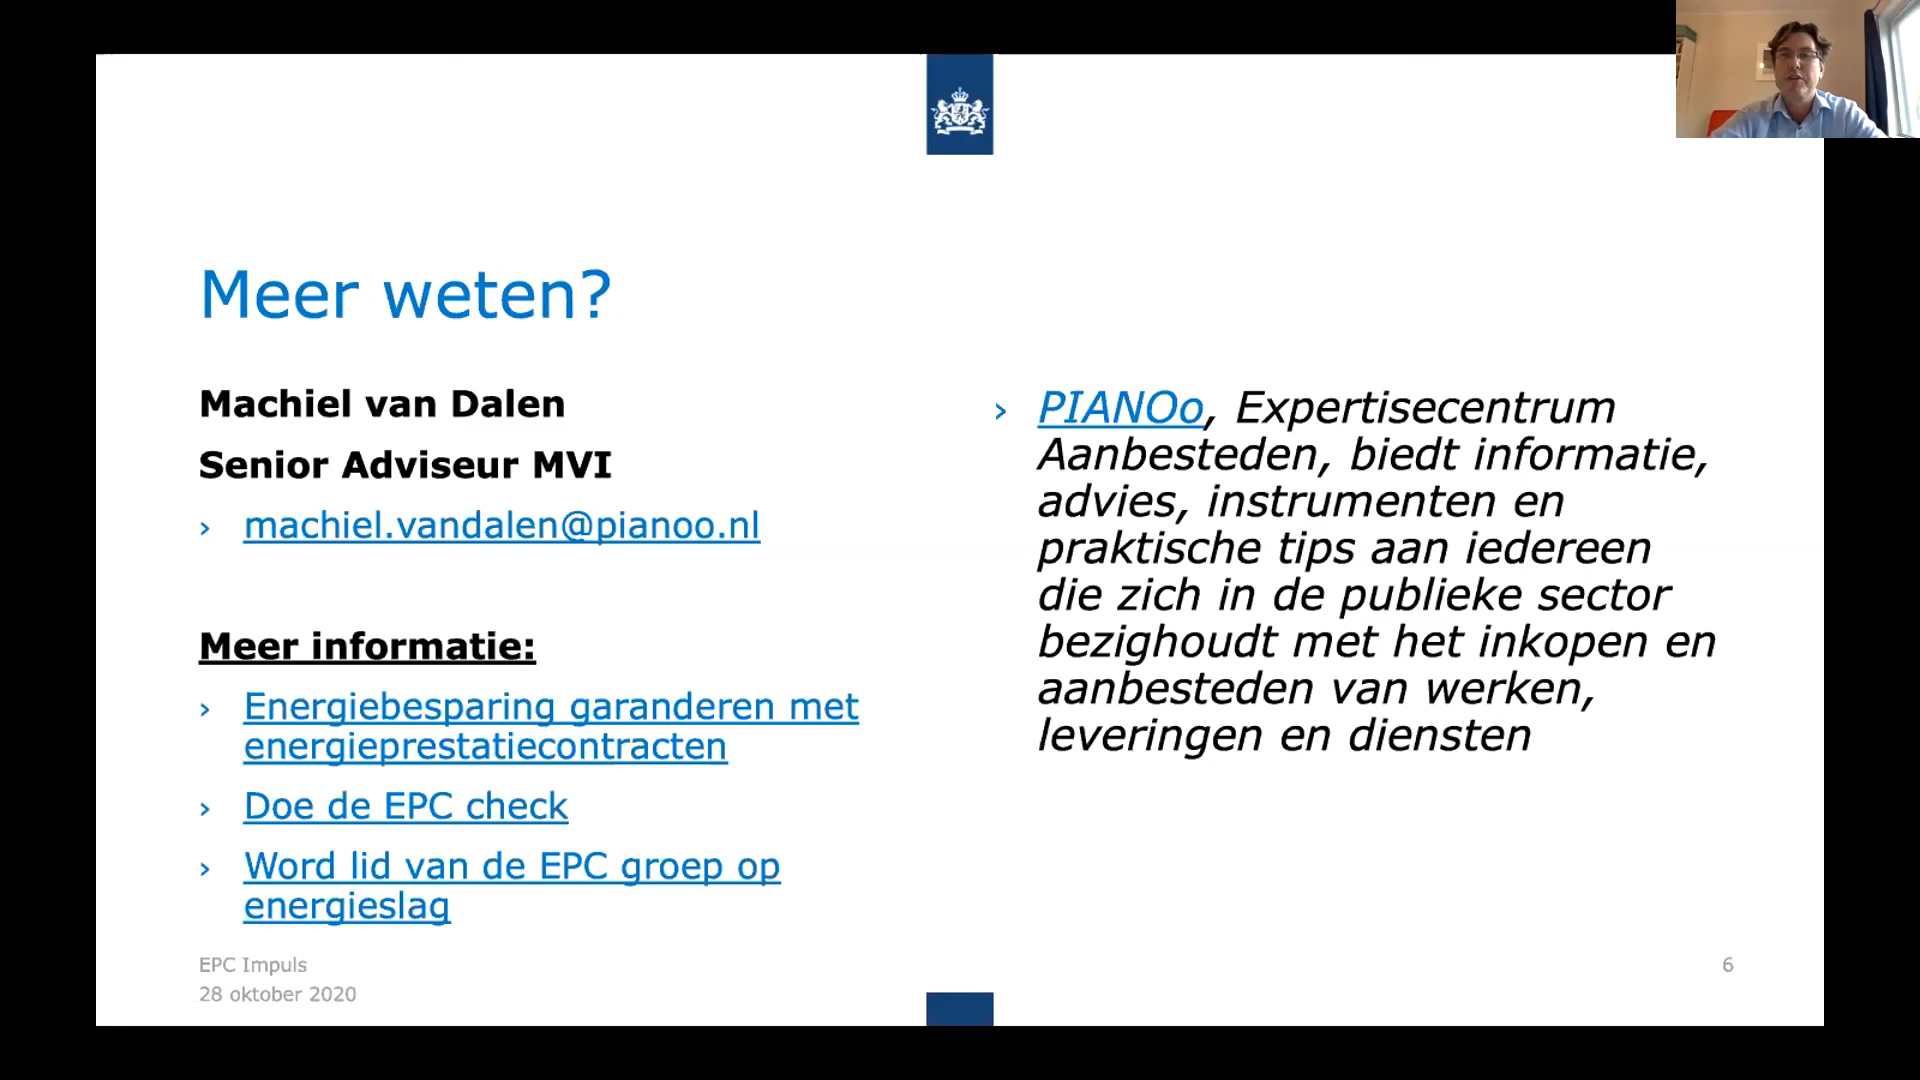 Meer weten?
Machiel van Dalen
Senior Adviseur MVI
› machiel.vandalen@pianoo.nl
Meer informatie:
› Energiebesparing garanderen met
energieprestatiecontracten
› Doe de EPC check
› Word lid van de EPC groep op
energieslag
› PIANOo, Expertisecentrum
Aanbesteden, biedt informatie,
advies, instrumenten en
praktische tips aan iedereen
die zich in de publieke sector
bezighoudt met het inkopen en
aanbesteden van werken,
leveringen en diensten
EPC Impuls
28 oktober 2020
6